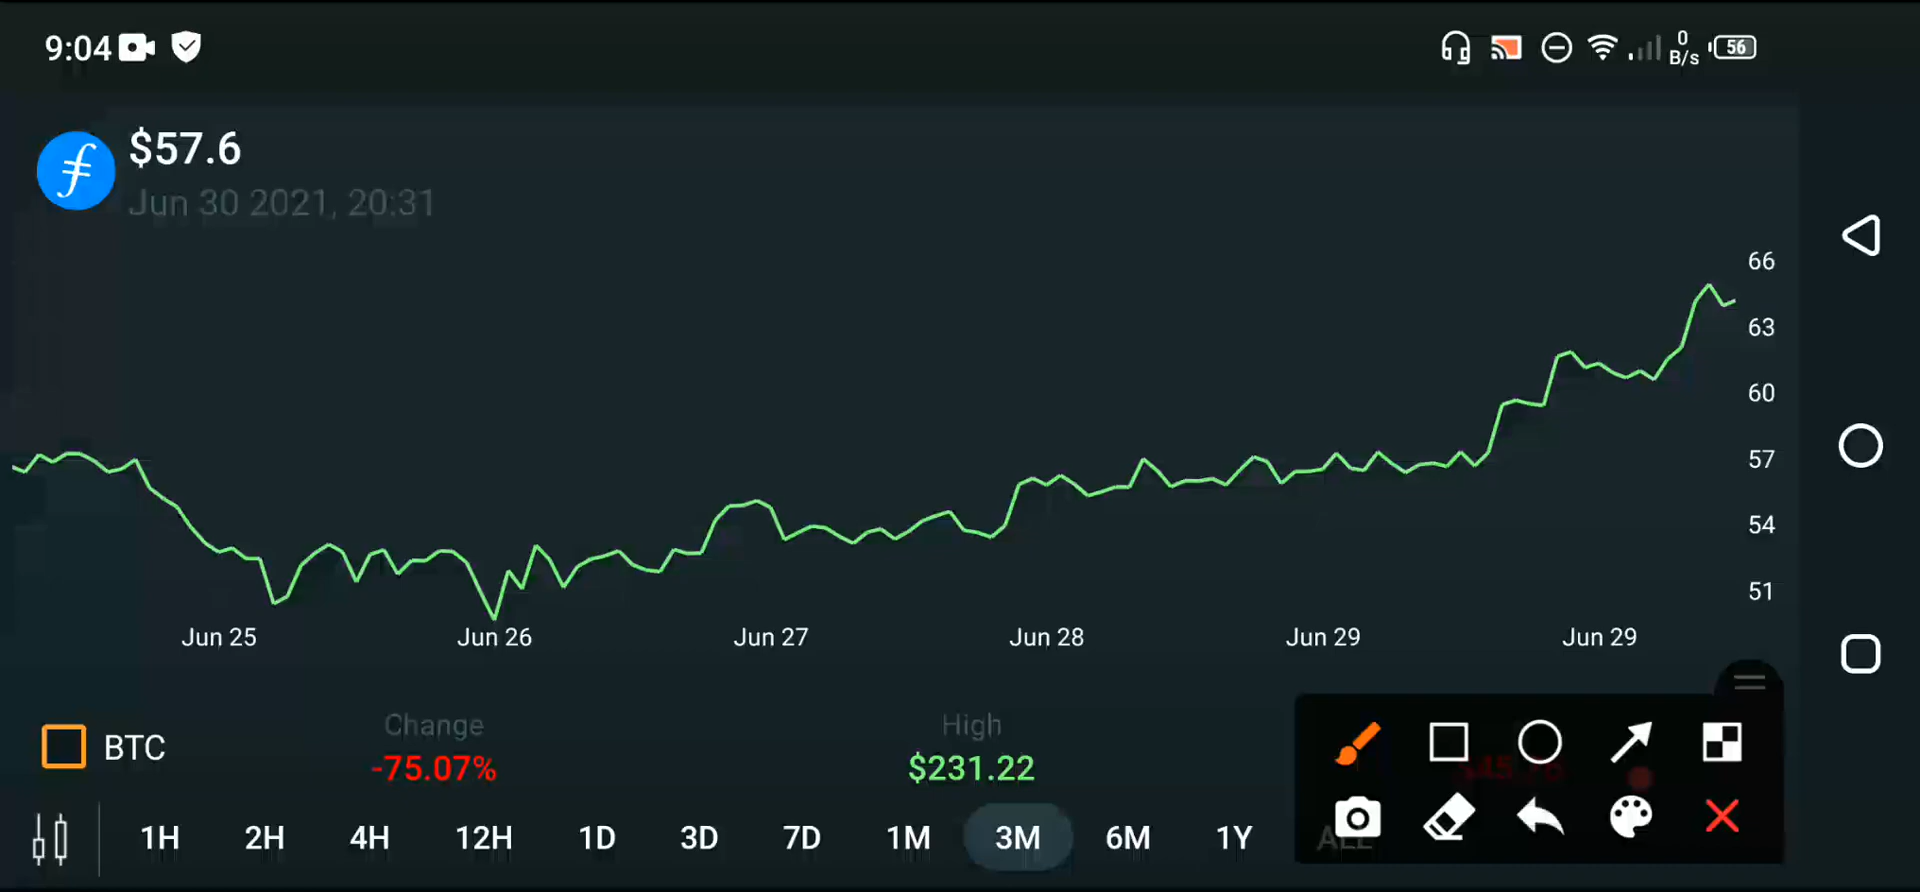 9:04
0
B/s
56
$57.6
Jun 30 2021, 20:31
66
63
60
57
54
51
Jun 25
Jun 26
Jun 27
Jun 28
Jun 29
Jun 29
BTC
Change
-75.07%
High
$231.22
1H
2H
4H
12H
1D
3D
7D
1M
3M
6M
1Y
ALL